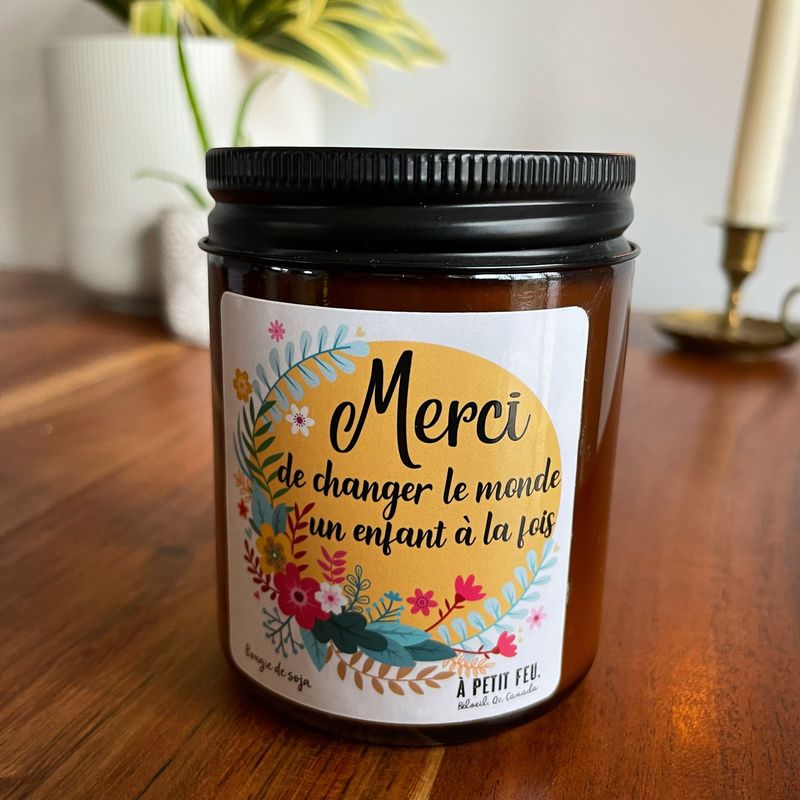 Merci
de changer le monde
un enfant à la fois
Bougie de soja
À PETIT FEU.
Beloeil, Qc, Canada